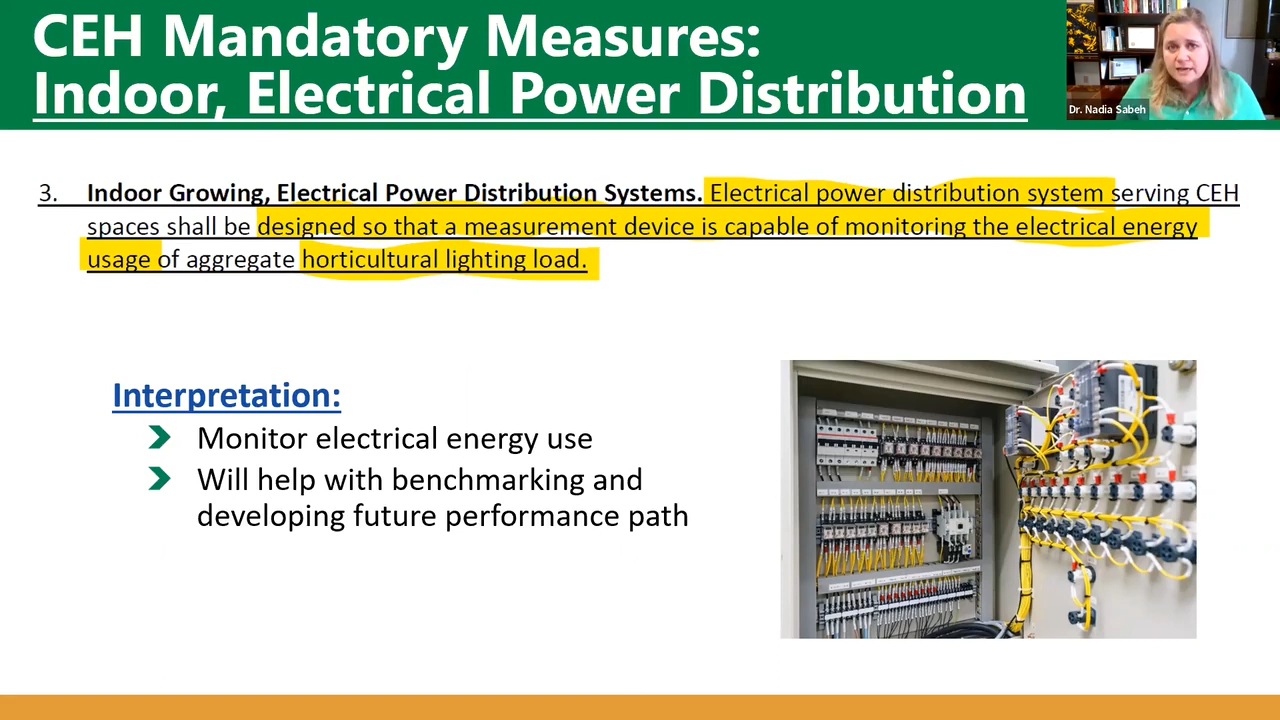 CEH Mandatory Measures:
Indoor, Electrical Power Distribution
Dr. Nadia Sabeh
3. Indoor Growing, Electrical Power Distribution Systems. Electrical power distribution system serving CEH
spaces shall be designed so that a measurement device is capable of monitoring the electrical energy
usage of aggregate horticultural lighting load.
Interpretation:
Monitor electrical energy use
Will help with benchmarking and
developing future performance path